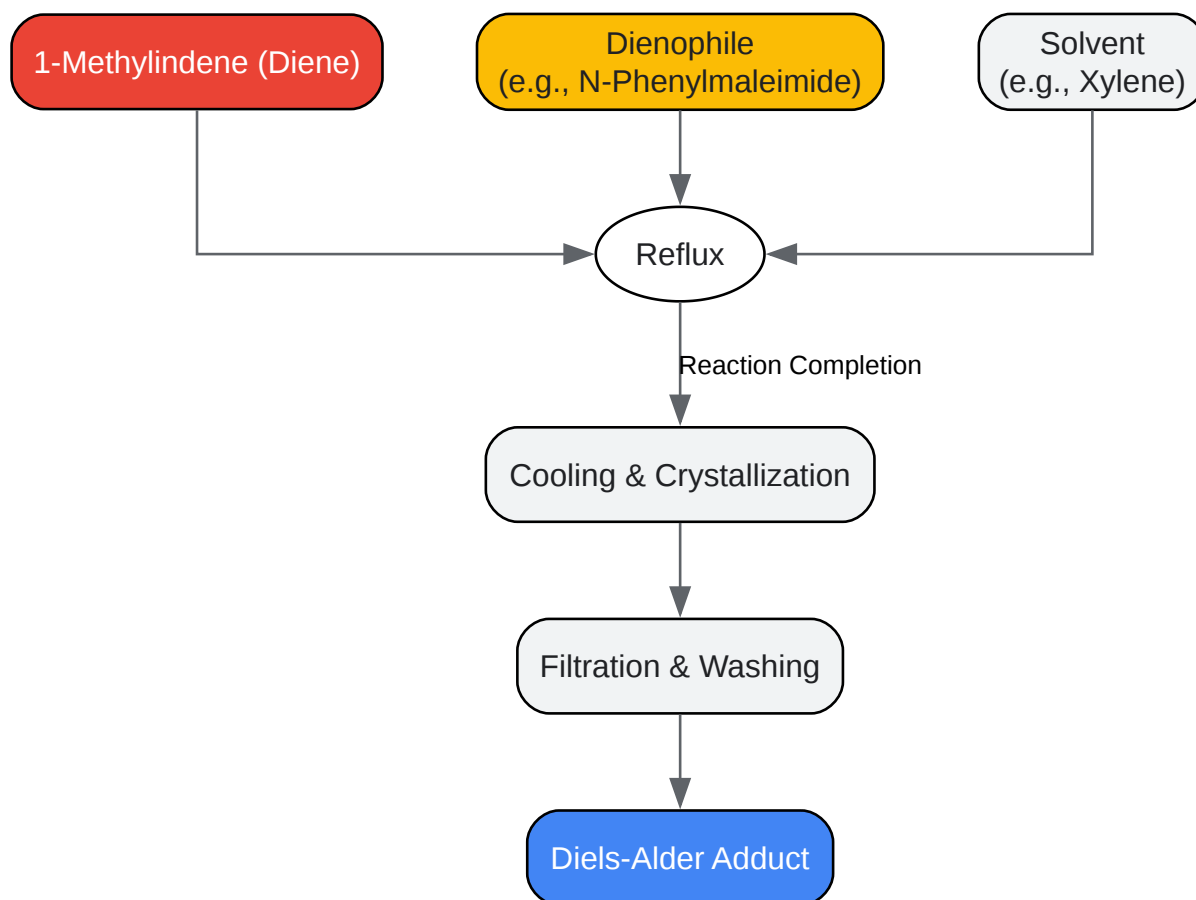 1-Methylindene (Diene)
Dienophile
(e.g., N-Phenylmaleimide)
Solvent
(e.g., Xylene)
Reflux
Reaction Completion
Cooling & Crystallization
Filtration & Washing
Diels-Alder Adduct